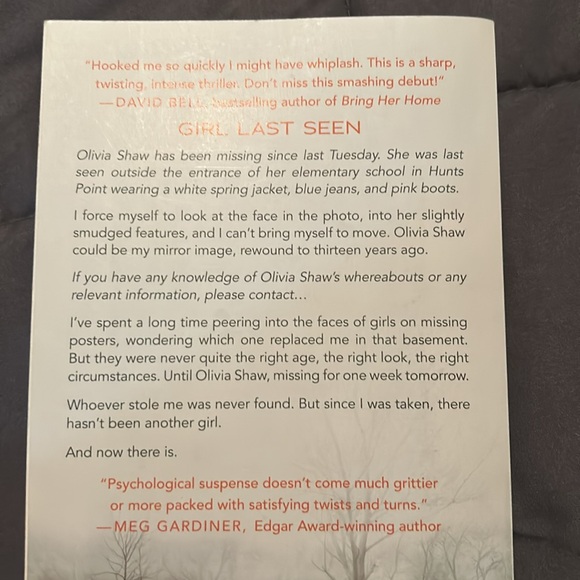 "Hooked me so quickly I might have whiplash. This is a sharp,
twisting, intense thriller. Don't miss this smashing debut!"
—DAVID BELL, bestselling author of Bring Her Home
GIRL LAST SEEN
Olivia Shaw has been missing since last Tuesday. She was last
seen outside the entrance of her elementary school in Hunts
Point wearing a white spring jacket, blue jeans, and pink boots.
I force myself to look at the face in the photo, into her slightly
smudged features, and I can't bring myself to move. Olivia Shaw
could be my mirror image, rewound to thirteen years ago.
If you have any knowledge of Olivia Shaw's whereabouts or any
relevant information, please contact...
I've spent a long time peering into the faces of girls on missing
posters, wondering which one replaced me in that basement.
But they were never quite the right age, the right look, the right
circumstances. Until Olivia Shaw, missing for one week tomorrow.
Whoever stole me was never found. But since I was taken, there
hasn't been another girl.
And now there is.
"Psychological suspense doesn't come much grittier
or more packed with satisfying twists and turns."
—MEG GARDINER, Edgar Award-winning author